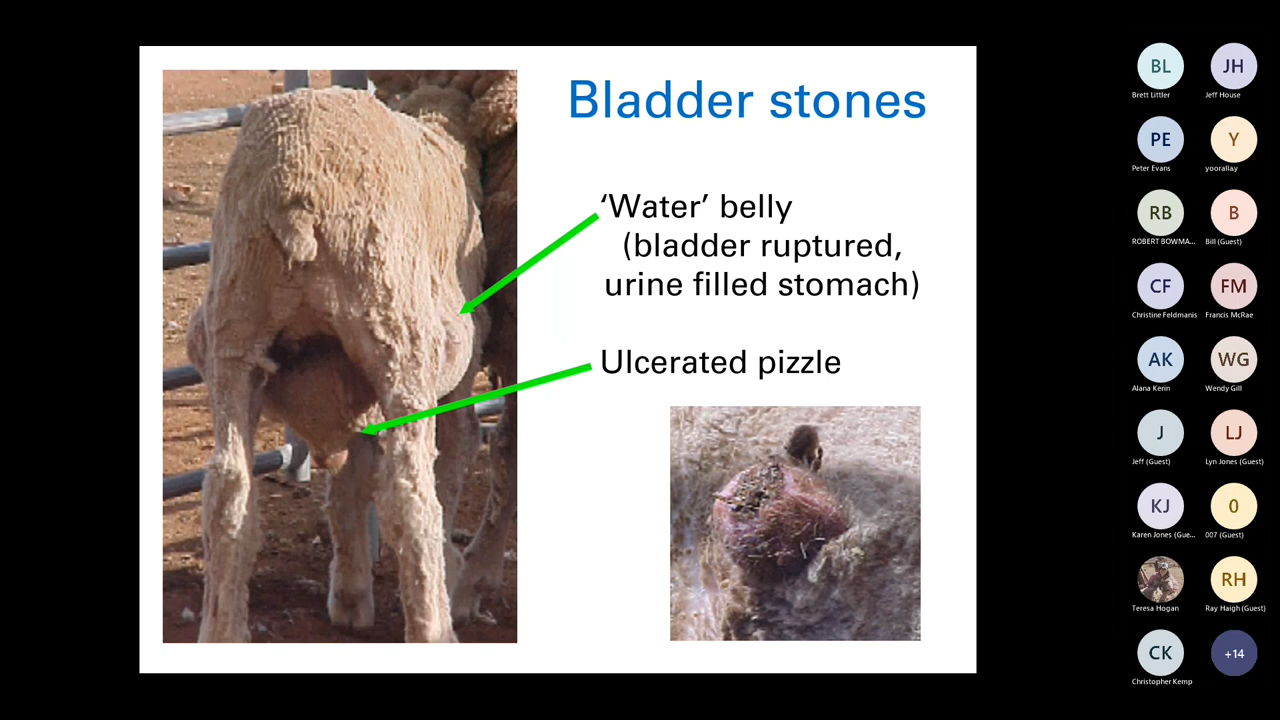 Bladder stones
‘Water’ belly
(bladder ruptured,
urine filled stomach)
Ulcerated pizzle
BL
JH
Brett Littler
Jeff House
PE
Y
Peter Evans
yoorallay
RB
B
ROBERT BOWMA...
Bill (Guest)
CF
FM
Christine Feldmanis
Francis McRae
AK
WG
Alana Kerin
Wendy Gill
J
LJ
Jeff (Guest)
Lyn Jones (Guest)
KJ
0
Karen Jones (Gue...
007 (Guest)
RH
Teresa Hogan
Ray Haigh (Guest)
CK
+14
Christopher Kemp